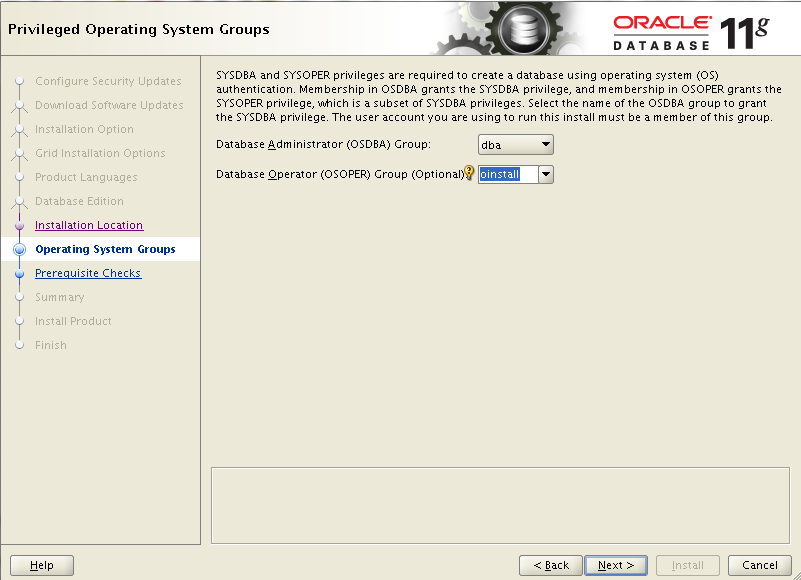 Privileged Operating System Groups
ORACLE
DATABASE
11g
Configure Security Updates
Download Software Updates
Installation Option
Grid Installation Options
Product Languages
Database Edition
Installation Location
Operating System Groups
Prerequisite Checks
Summary
Install Product
Finish
SYSDBA and SYSOPER privileges are required to create a database using operating system (OS)
authentication. Membership in OSDBA grants the SYSDBA privilege, and membership in OSOPER grants the
SYSOPER privilege, which is a subset of SYSDBA privileges. Select the name of the OSDBA group to grant
the SYSDBA privilege. The user account you are using to run this install must be a member of this group.
Database Administrator (OSDBA) Group: dba
Database Operator (OSOPER) Group (Optional) oinstall
Help
< Back
Next >
Install
Cancel